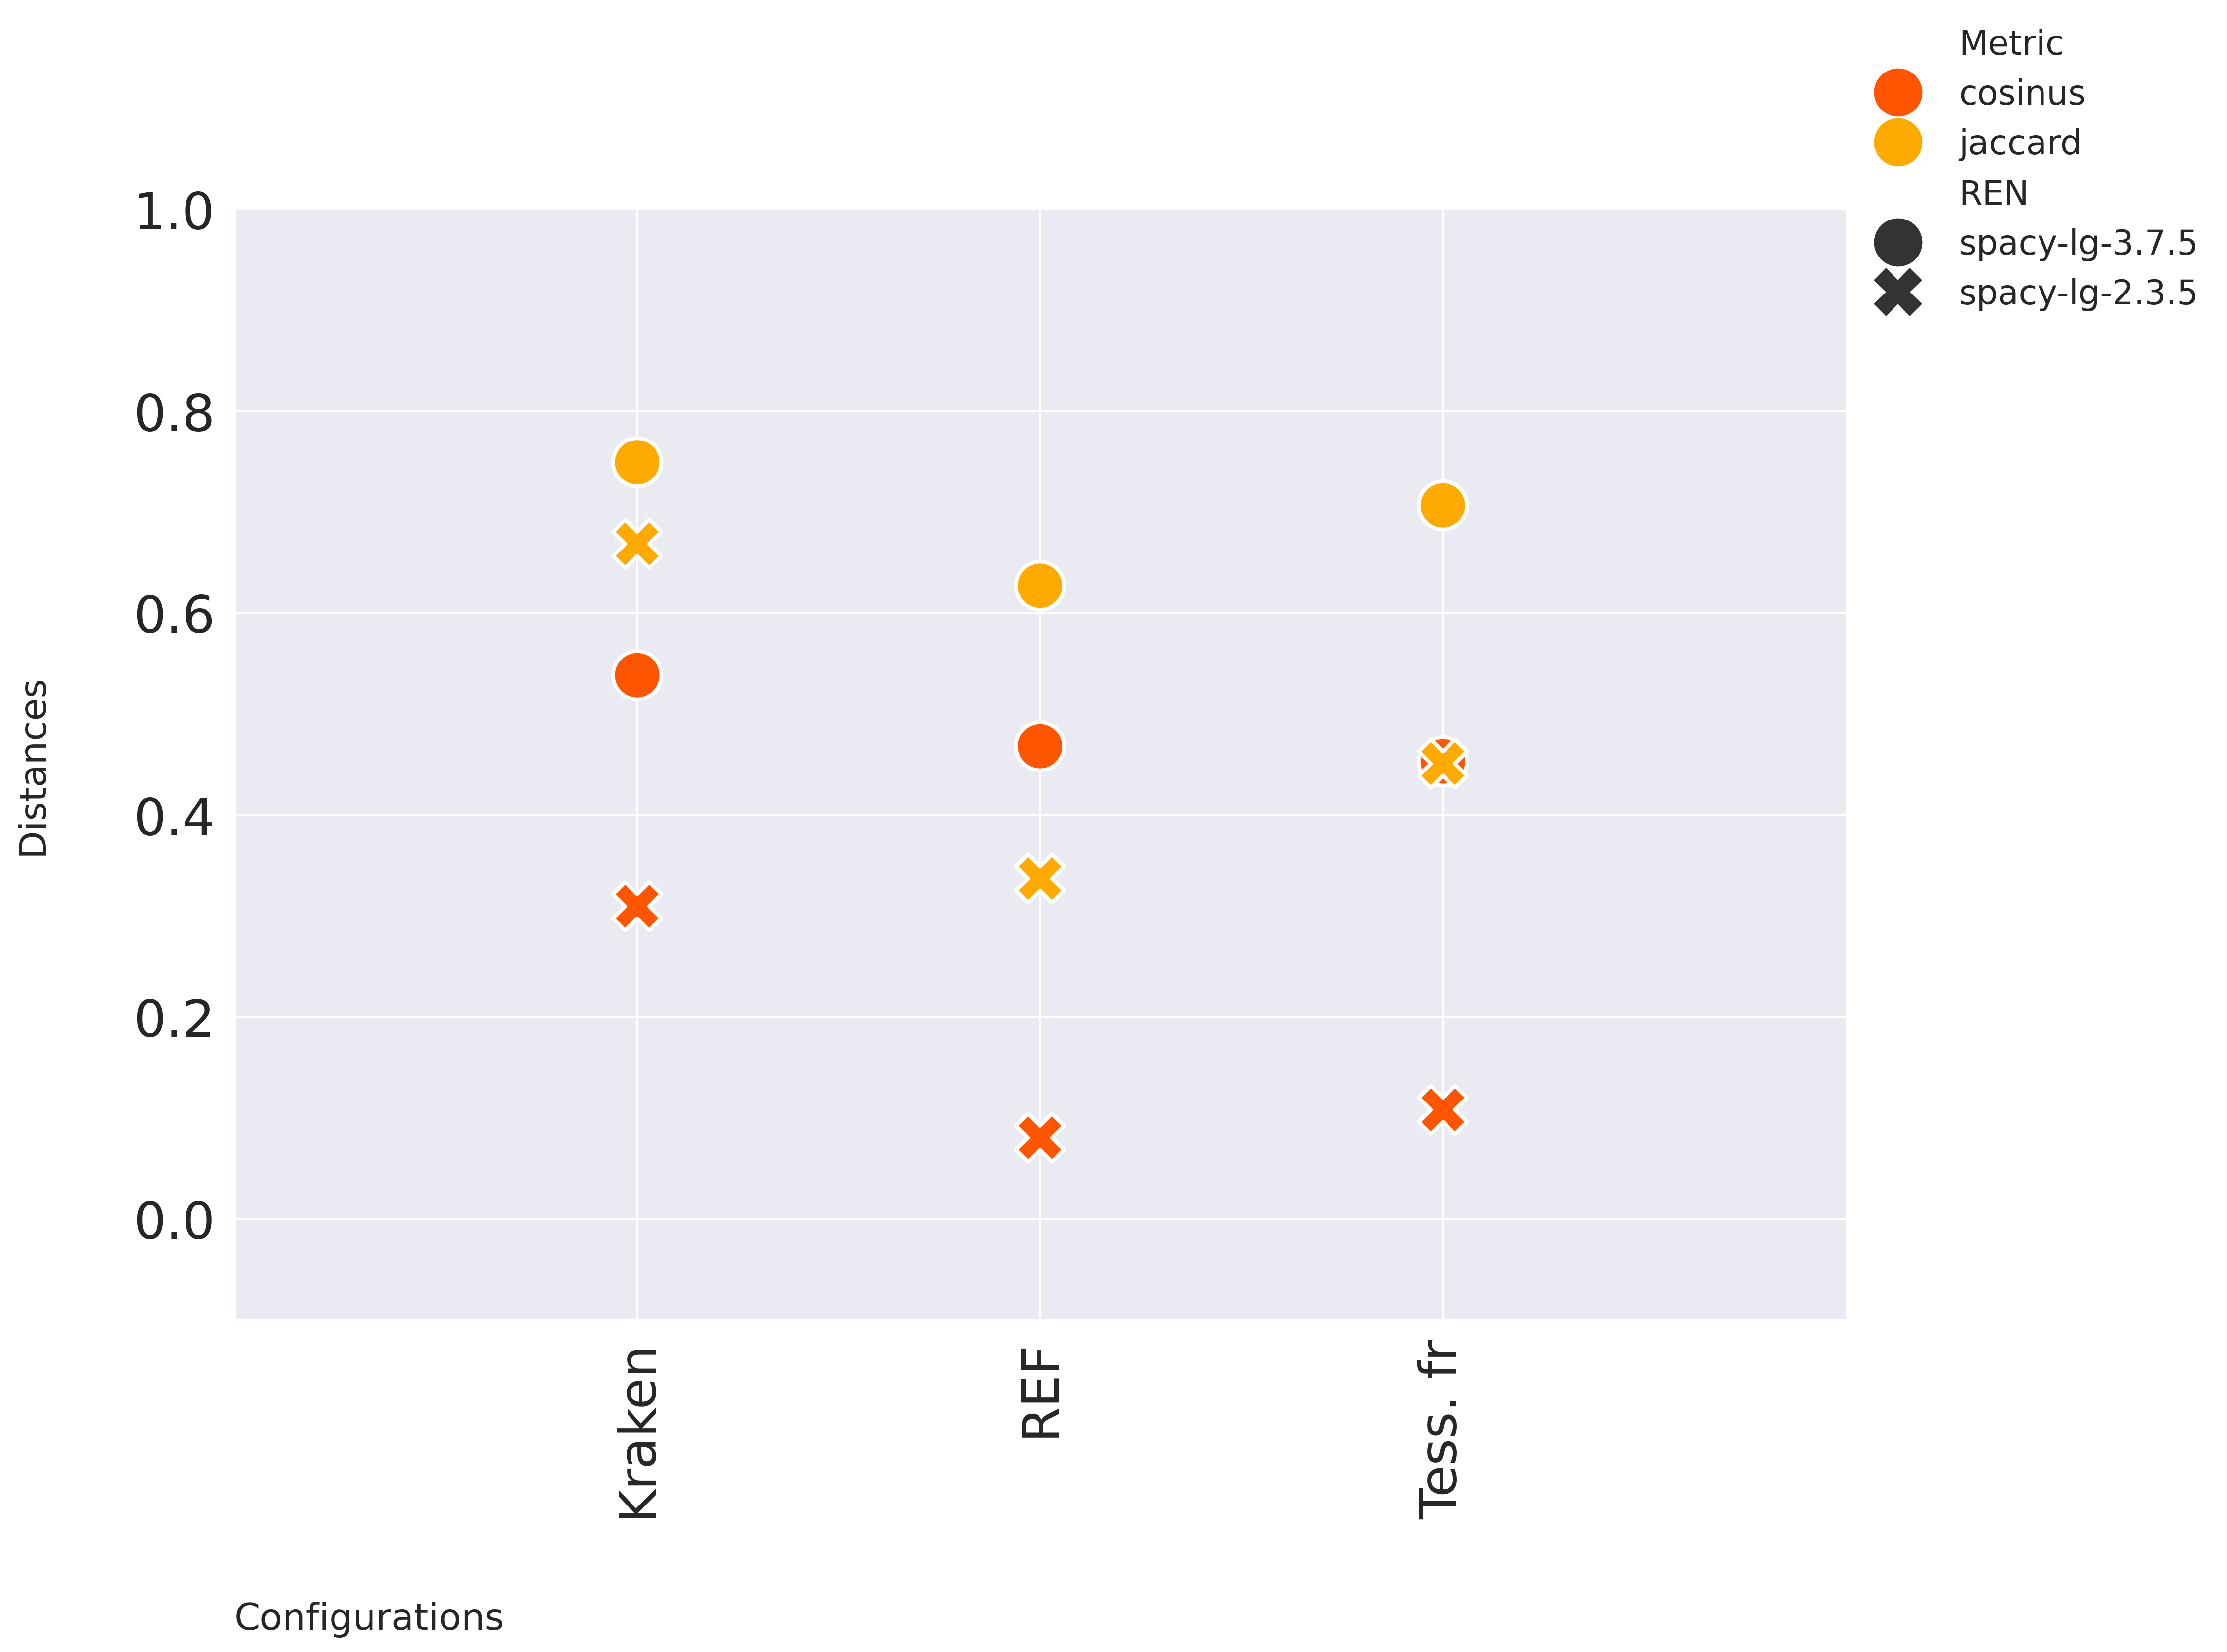 Metric
cosinus
jaccard
REN
spacy-lg-3.7.5
spacy-lg-2.3.5
1.0
0.8
0.6
0.4
0.2
0.0
Distances
Kraken
REF
Tess. fr
Configurations